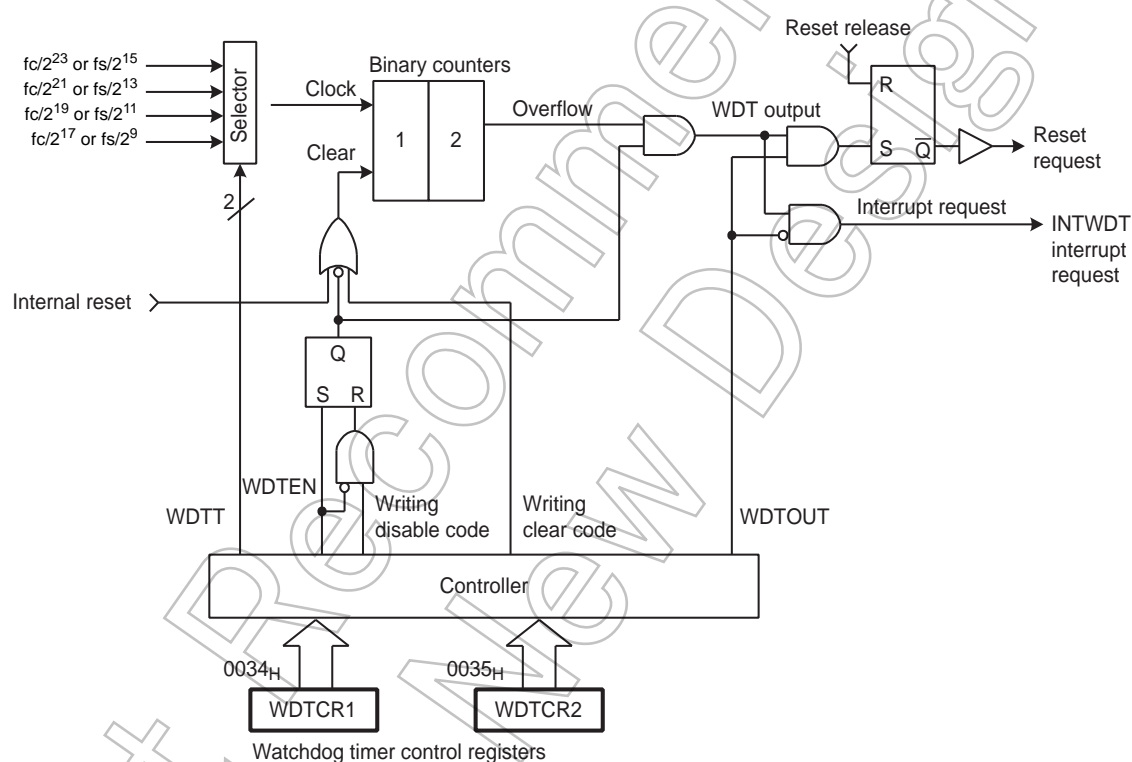 Reset release
fc/2^23 or fs/2^15
fc/2^21 or fs/2^13
fc/2^19 or fs/2^11
fc/2^17 or fs/2^9
Selector
Binary counters
Clock
1
2
Overflow
Clear
WDT output
R
S
Q̅
Reset
request
2
Interrupt request
INTWDT
interrupt
request
Internal reset
Q
S R
WDTT
WDTEN
Writing
disable code
Writing
clear code
WDTOUT
Controller
0034H
0035H
WDTCR1
WDTCR2
Watchdog timer control registers
Recommen
New Desig